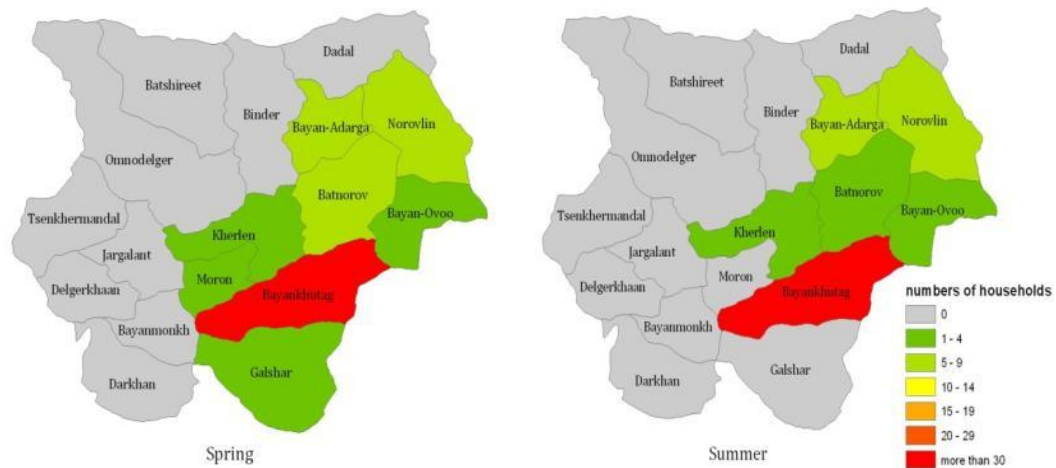 Dadal
Batshireet
Binder
Bayan-Adarga
Norovlin
Omnodelger
Batnorov
Tsenkhermandal
Bayan-Ovoo
Kherlen
Jargalant
Moron
Delgerkhaan
Bayankhutag
Bayanmonkh
Galshar
Darkhan
Spring
Dadal
Batshireet
Binder
Norovlin
Bayan-Adarga
Omnodelger
Batnorov
Tsenkhermandal
Bayan-Ovoo
Kherlen
Jargalant
Moron
Delgerkhaan
Bayankhutag
Bayanmonkh
Galshar
Darkhan
Summer
numbers of households
0
1 - 4
5 - 9
10 - 14
15 - 19
20 - 29
more than 30